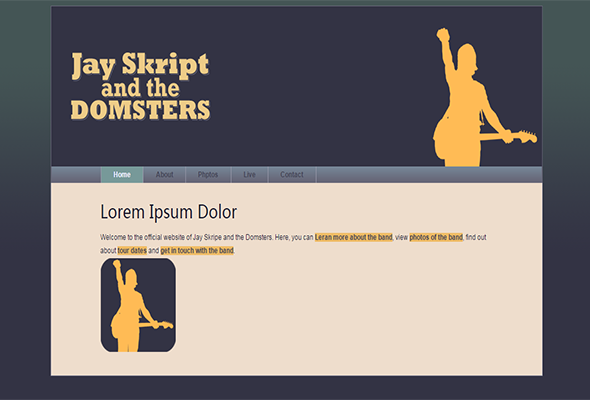 Jay Skript
and the
DOMSTERS
Home About Photos Live Contact
Lorem Ipsum Dolor
Welcome to the official website of Jay Skripe and the Domsters. Here, you can Leran more about the band, view photos of the band, find out
about tour dates and get in touch with the band.